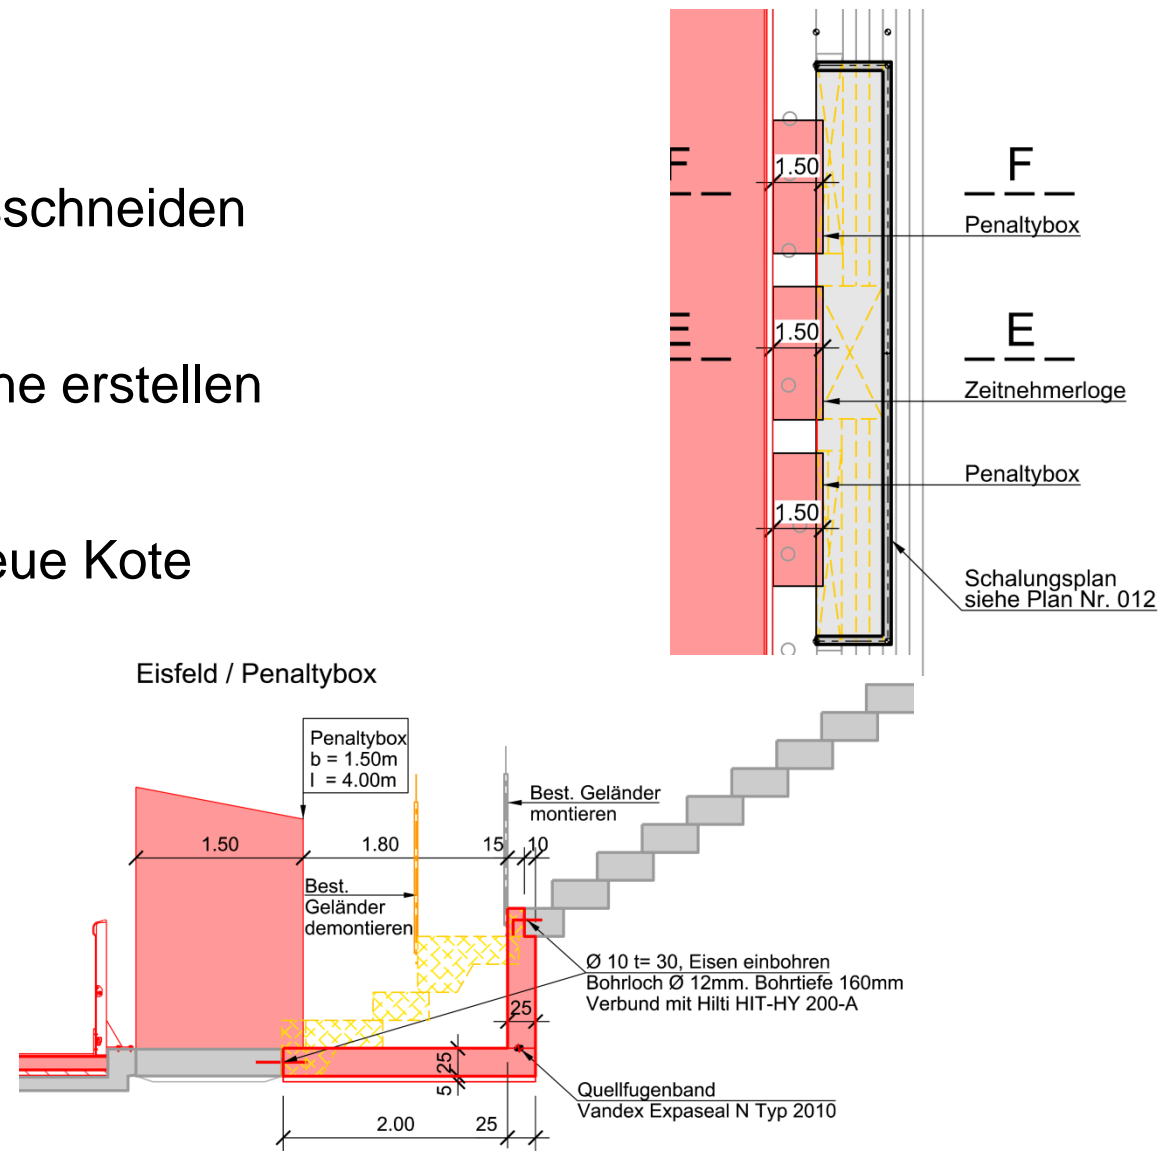 sschneiden
ne erstellen
eue Kote
F
1.50
F
Penaltybox
E
1.50
E
Zeitnehmerloge
Penaltybox
1.50
Schalungsplan
siehe Plan Nr. 012
Eisfeld / Penaltybox
Penaltybox
b = 1.50m
l = 4.00m
Best. Geländer
montieren
1.50
1.80
15
10
Best.
Geländer
demontieren
Ø 10 t= 30, Eisen einbohren
Bohrloch Ø 12mm. Bohrtiefe 160mm
Verbund mit Hilti HIT-HY 200-A
25
25
5
Quellfugenband
Vandex Expaseal N Typ 2010
2.00
25